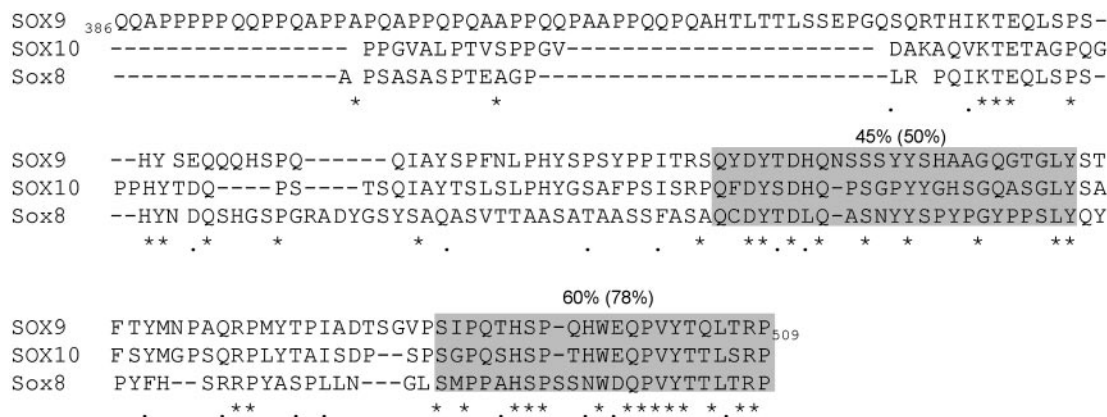 SOX9 386QQAPPPPPQQPPQAPPAPQAPPQPQAAPPQQPAAPPQQPQAHTLTTLSSEPGQSQRTHIKTEQLSPS-
SOX10 ----------------- PPGVALPTVSPPGV---------------------- DAKAQVKTETAGPQG
Sox8 ----------------A PSASASPTEAGP------------------------LR PQIKTEQLSPS-
* * . .*** *
45% (50%)
SOX9 --HY SEQQQHSPQ------QIAYSPFNLPHYSPSYPPITRSQYDYTDHQNSSSYYSHAAGQGTGLYST
SOX10 PPHYTDQ----PS---TSQIAYTSLSLPHYGSAFPSISRPQFDYSDHQ-PSGPYYGHSGQASGLYSA
Sox8 --HYN DQSHGSPGRADYGSYSAQASVTTAASATAASSFASAQCDYTDLQ-ASNYYSPYPGYPPSLYQY
** .* * * . . . * **.*.* * * * **
60% (78%)
SOX9 FTYMNPAQRPMYTPIADTSGVPSIPQTHSP-QHWEQPVYTQLTRP509
SOX10 FSYMGPSQRPLYTAISDP--SPSGPQSHSP-THWEQPVYTTLSRP
Sox8 PYFH--SRRPYASPLLN---GLSMPPAHSPSSNWDQPVYTTLTRP
. .** . . * * .*** .*.***** *.**